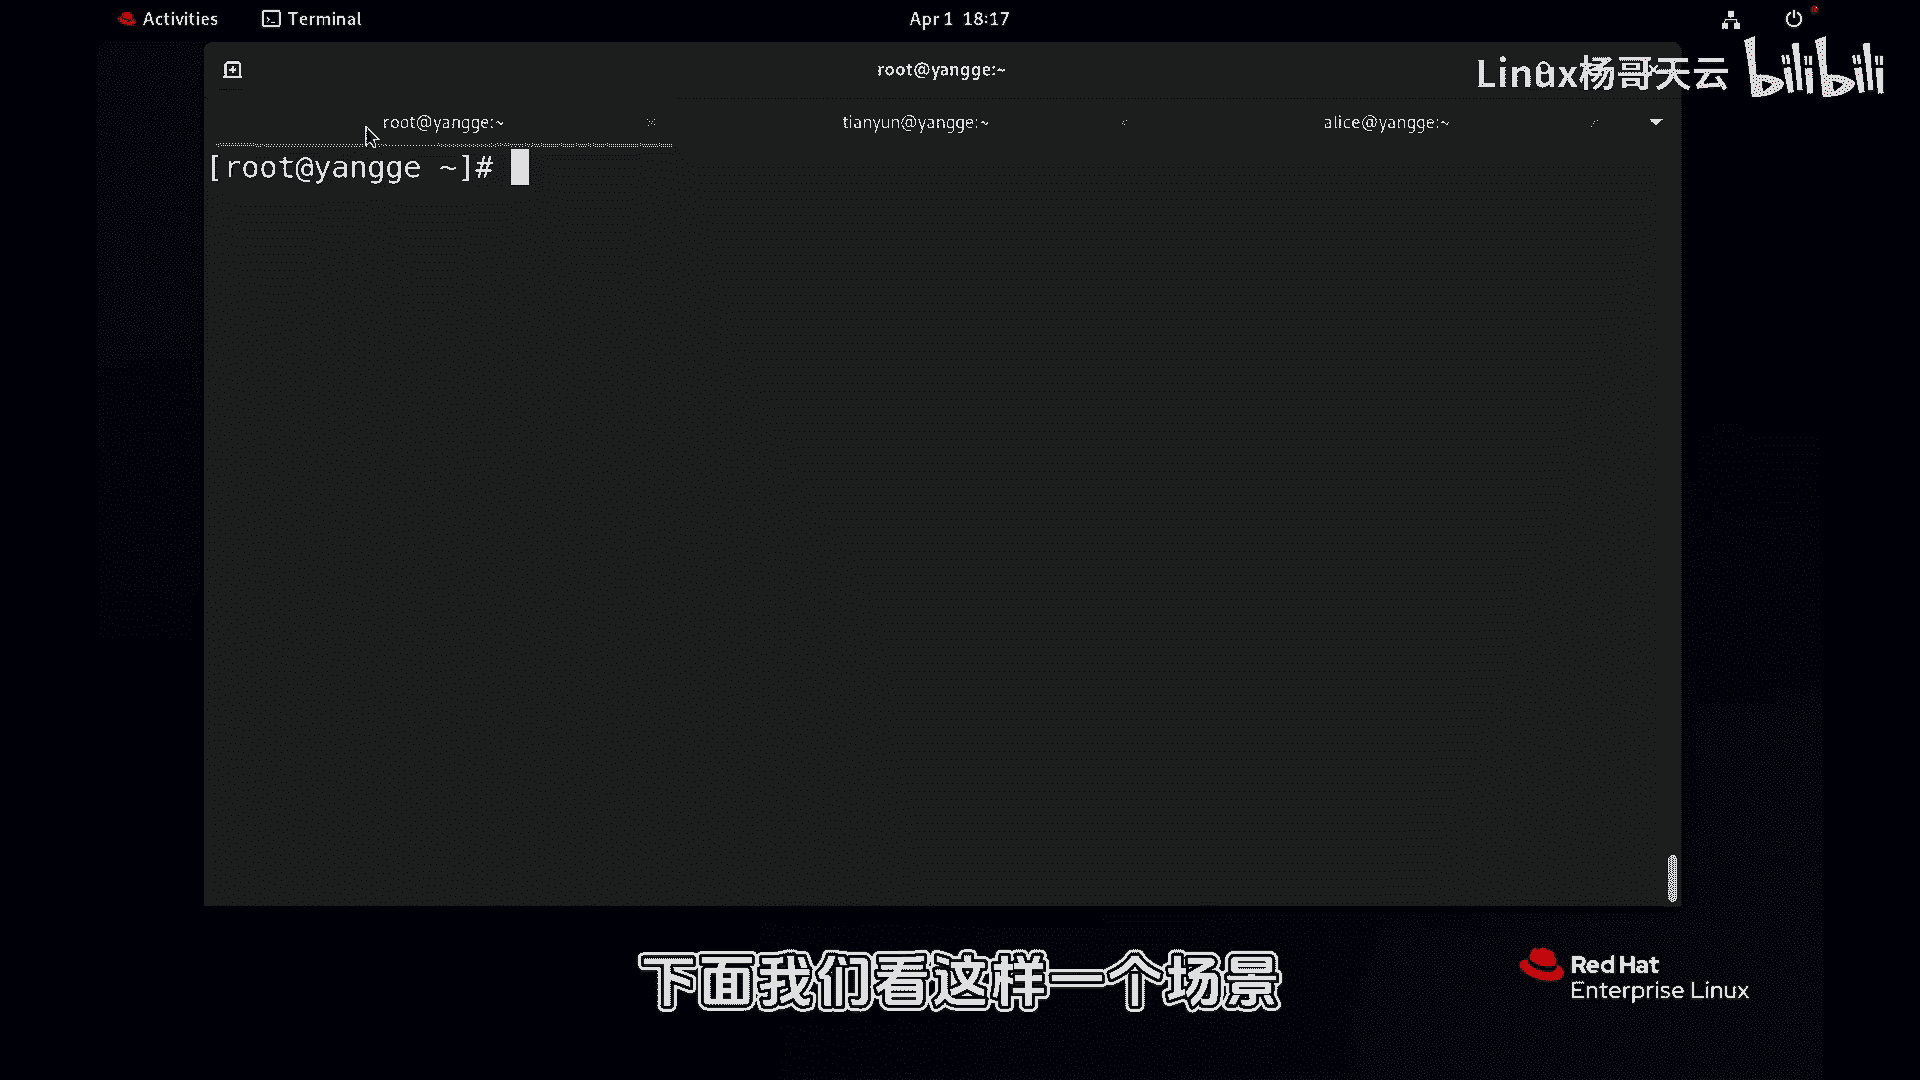 Activities
Terminal
Apr 1 18:17
root@yangge:~
Linux杨哥天云 bilibili
root@yangge:~
tianyun@yangge:~
alice@yangge:~
[root@yangge ~]#
下面我们看这样一个场景
Red Hat
Enterprise Linux